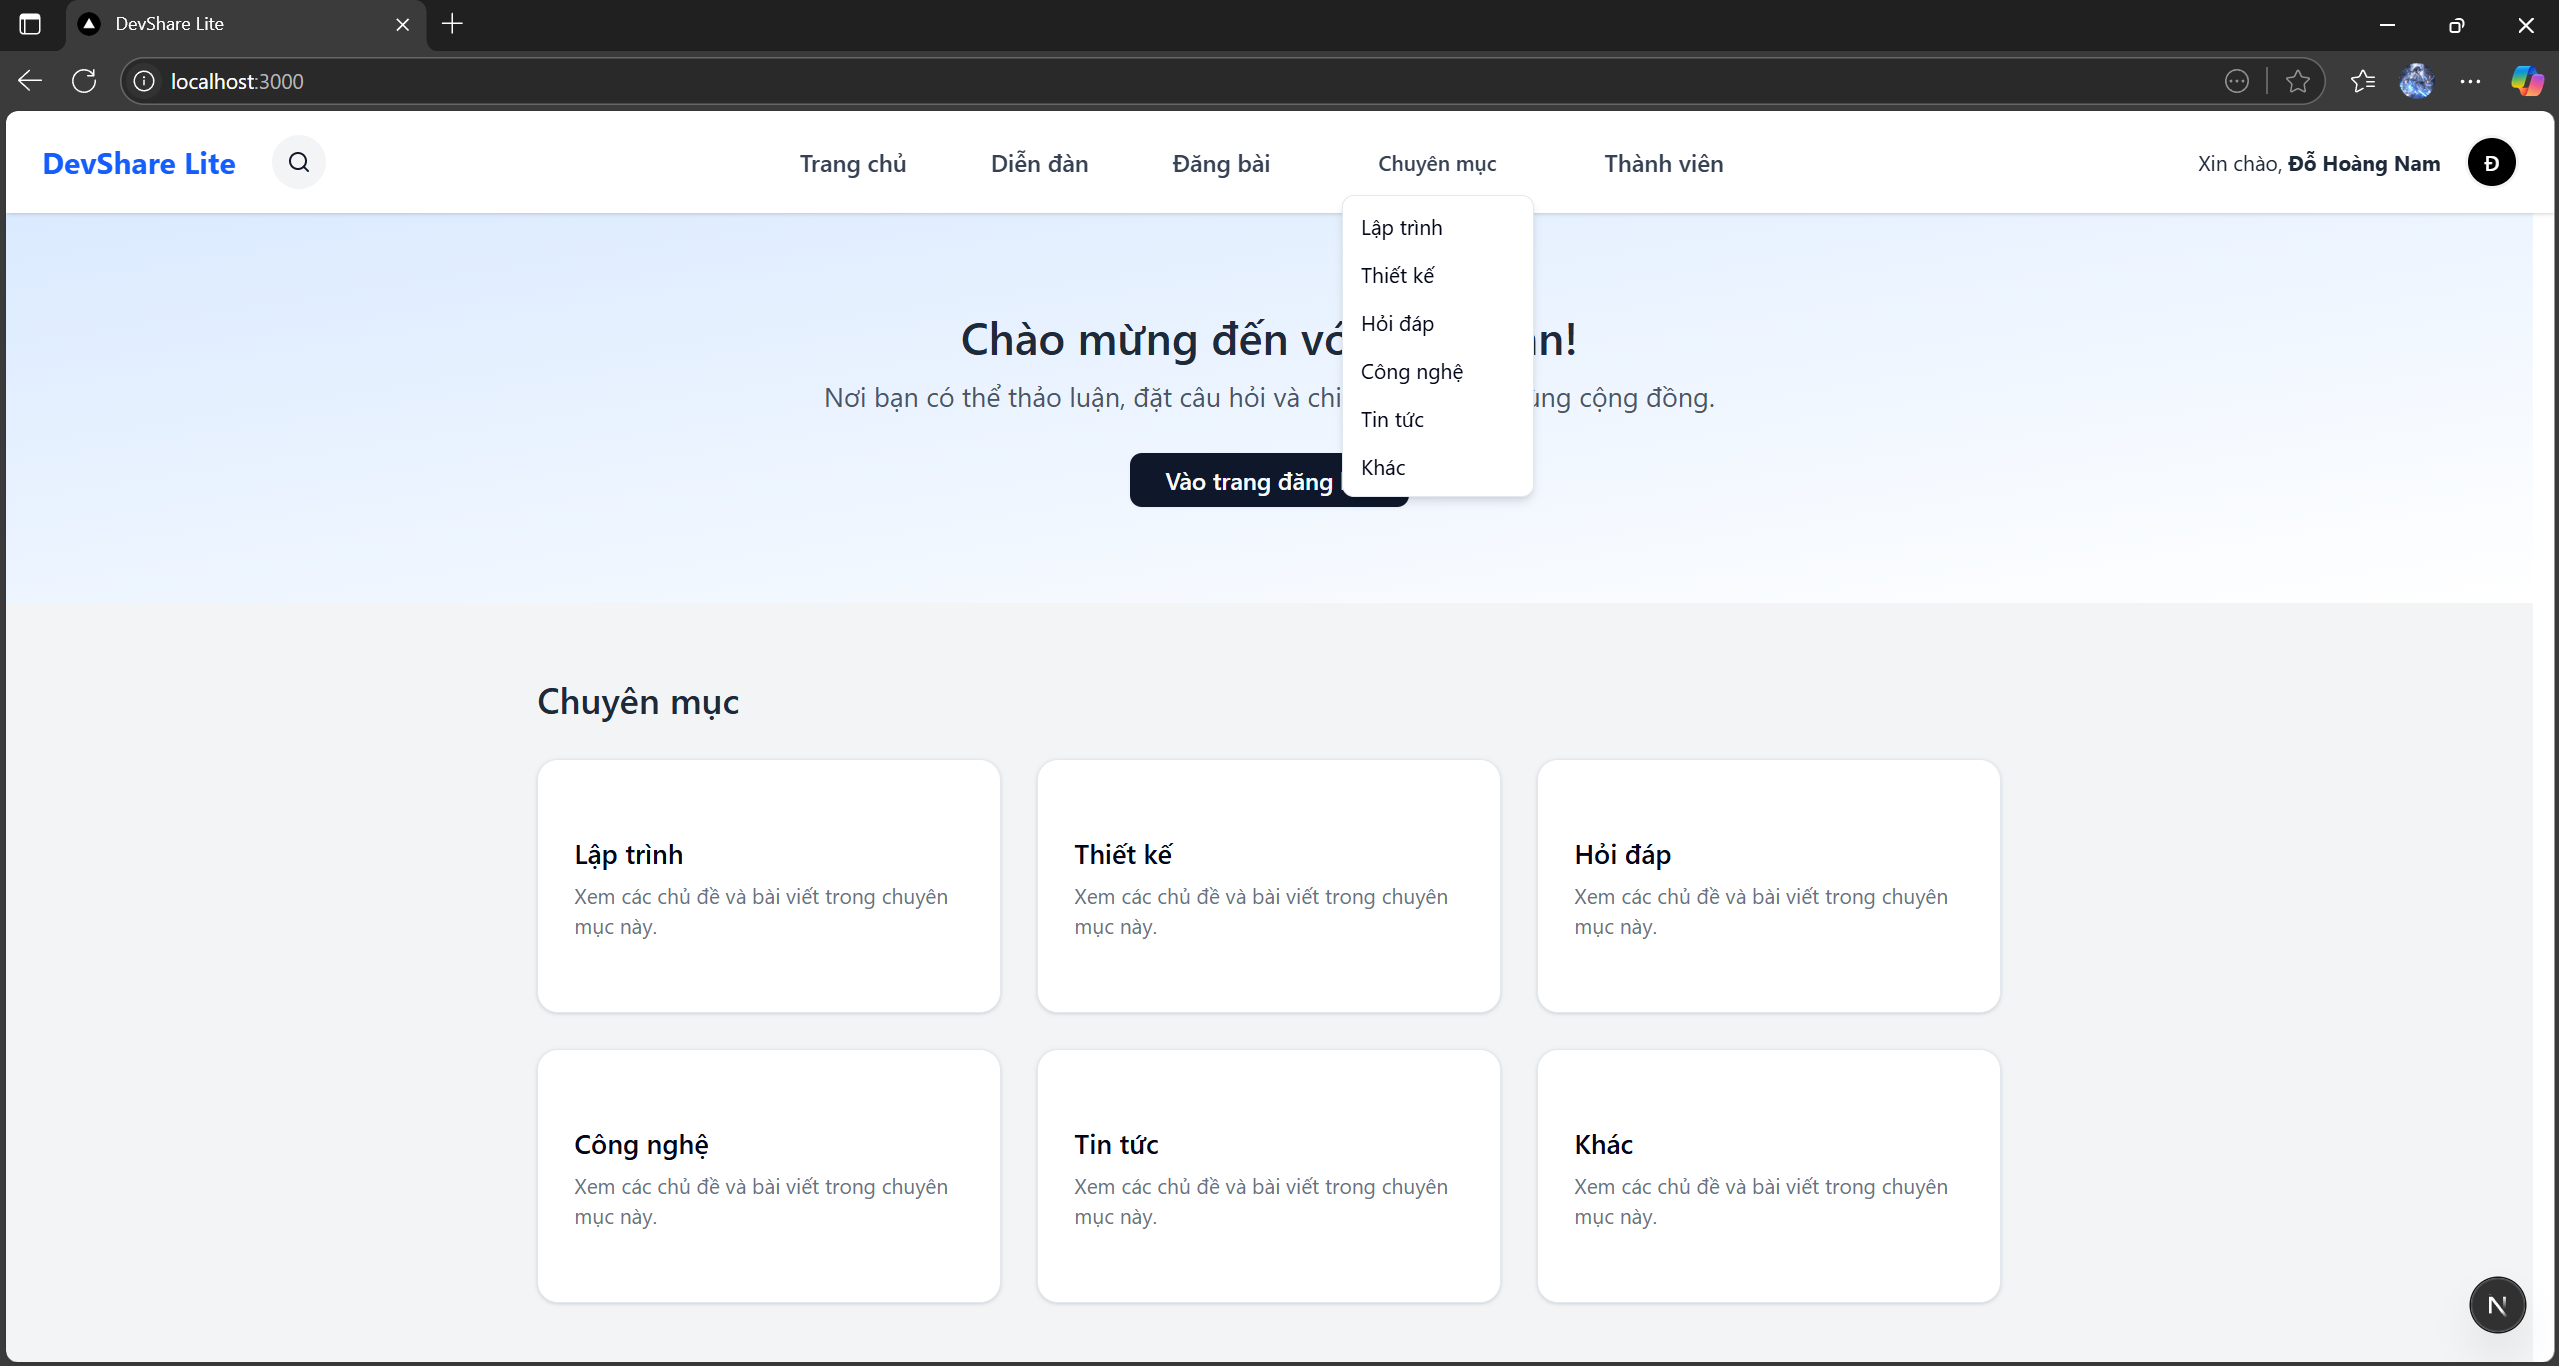 DevShare Lite
localhost:3000
DevShare Lite
Trang chủ
Diễn đàn
Đăng bài
Chuyên mục
Thành viên
Xin chào, Đỗ Hoàng Nam
Đ
Lập trình
Thiết kế
Hỏi đáp
Công nghệ
Tin tức
Khác
Chào mừng đến
Nơi bạn có thể thảo luận, đặt câu hỏi và cộng đồng.
Vào trang đăng
Chuyên mục
Lập trình
Xem các chủ đề và bài viết trong chuyên
mục này.
Thiết kế
Xem các chủ đề và bài viết trong chuyên
mục này.
Hỏi đáp
Xem các chủ đề và bài viết trong chuyên
mục này.
Công nghệ
Xem các chủ đề và bài viết trong chuyên
mục này.
Tin tức
Xem các chủ đề và bài viết trong chuyên
mục này.
Khác
Xem các chủ đề và bài viết trong chuyên
mục này.
N